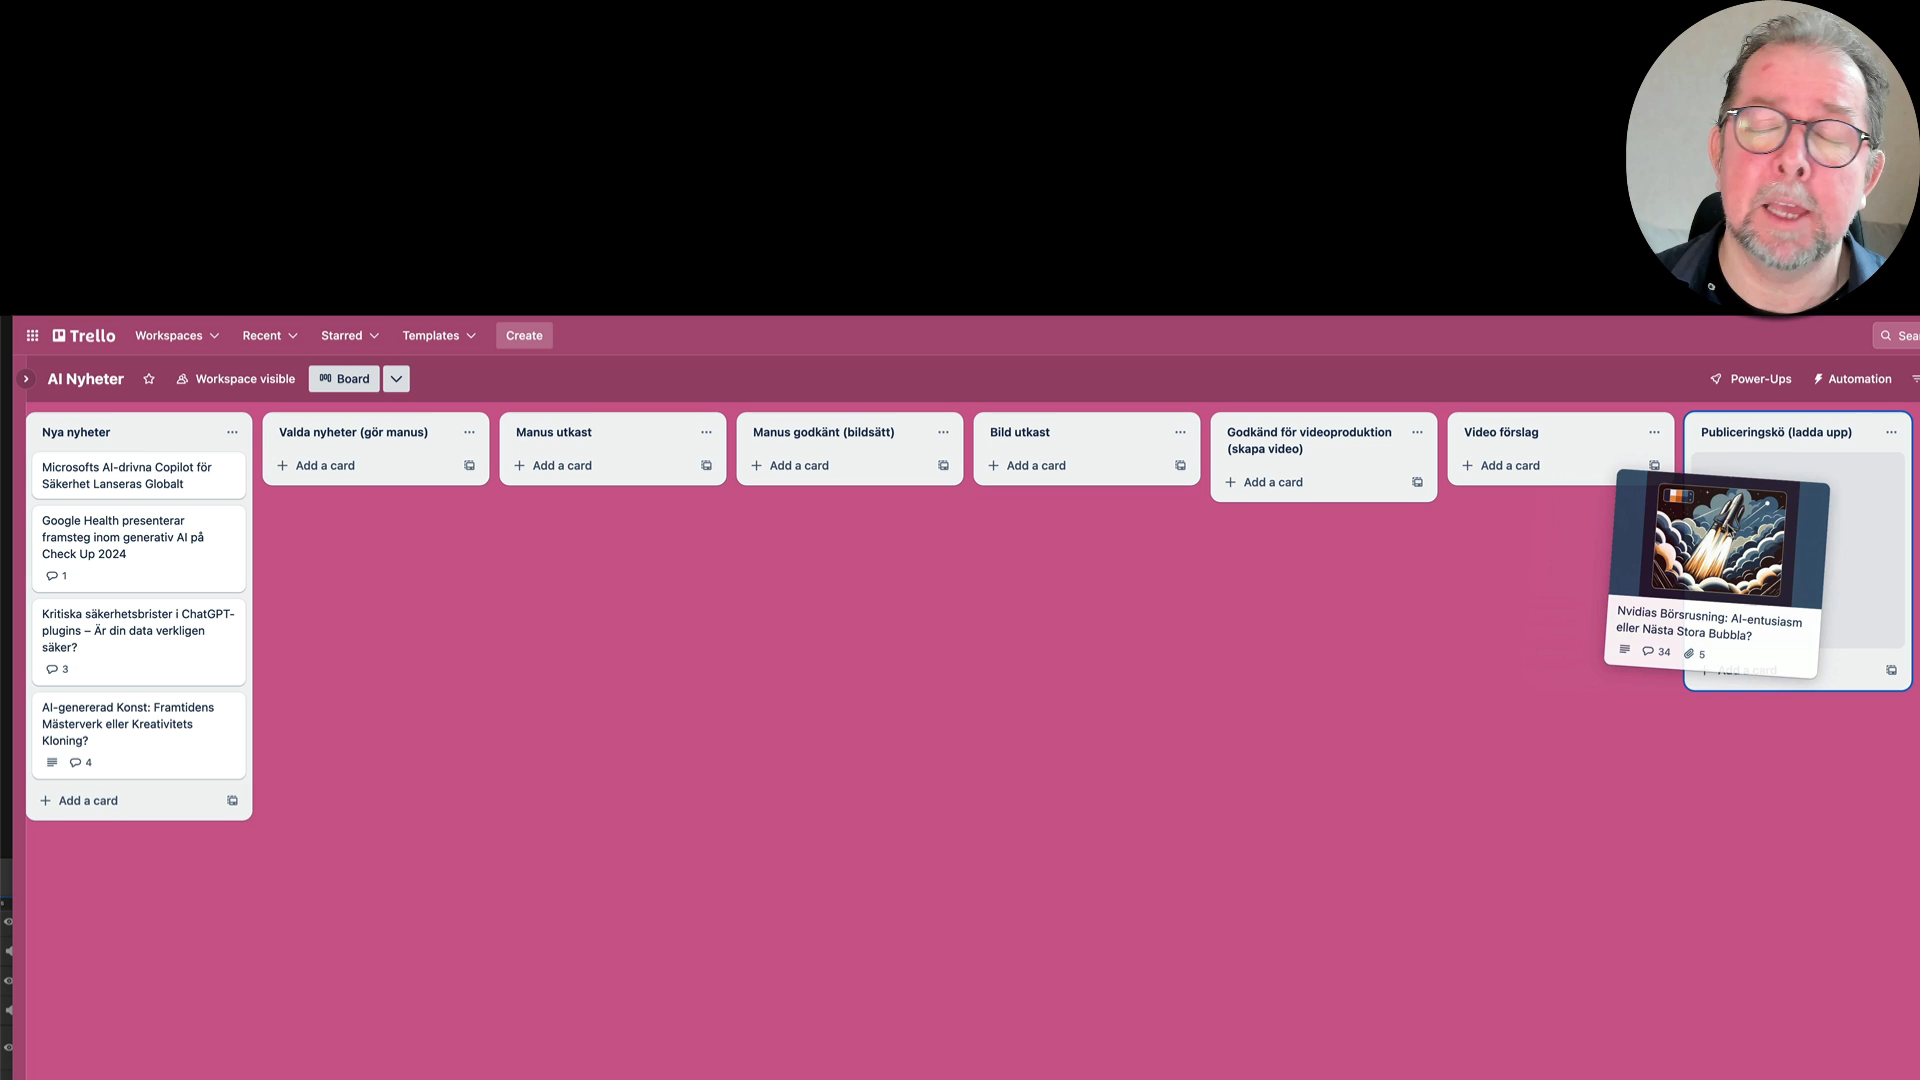 Trello
Workspaces
Recent
Starred
Templates
Create
AI Nyheter
Workspace visible
Board
Power-Ups
Automation
Nya nyheter
Microsofts AI-drivna Copilot för
Säkerhet Lanseras Globalt
Google Health presenterar
framsteg inom generativ AI på
Check Up 2024
1
Kritiska säkerhetsbrister i ChatGPT-
plugins – Är din data verkligen
säker?
3
AI-genererad Konst: Framtidens
Mästerverk eller Kreativitets
Kloning?
4
Add a card
Valda nyheter (gör manus)
Add a card
Manus utkast
Add a card
Manus godkänt (bildsätt)
Add a card
Bild utkast
Add a card
Godkänd för videoproduktion
(skapa video)
Add a card
Video förslag
Add a card
Publiceringskö (ladda upp)
Nvidias Börsrusning: AI-entusiasm
eller Nästa Stora Bubbla?
34
5
Add a card